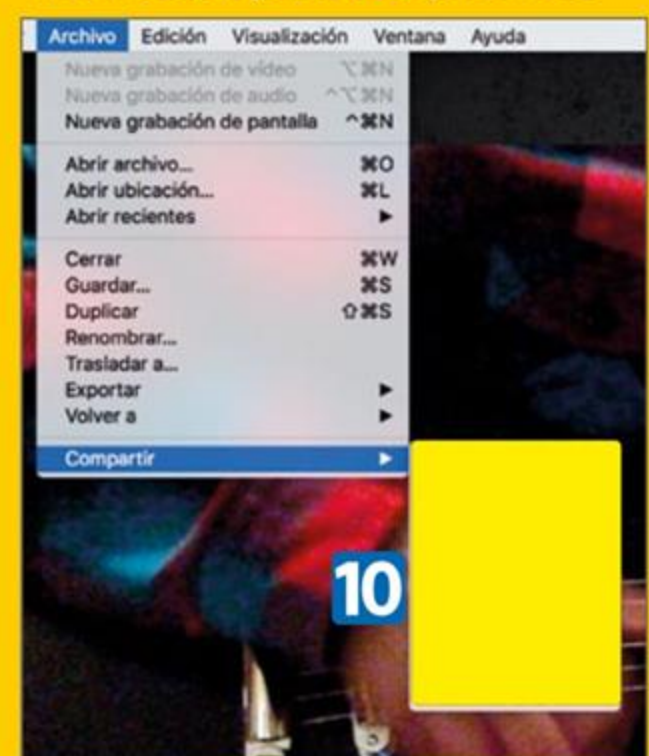 Archivo Edición Visualización Ventana Ayuda
Nueva grabación de vídeo ⌥⌘N
Nueva grabación de audio ^⌥⌘N
Nueva grabación de pantalla ^⌘N
Abrir archivo... ⌘O
Abrir ubicación... ⌘L
Abrir recientes ▶
Cerrar ⌘W
Guardar... ⌘S
Duplicar ⇧⌘S
Renombrar...
Trasladar a...
Exportar ▶
Volver a ▶
Compartir ▶
10